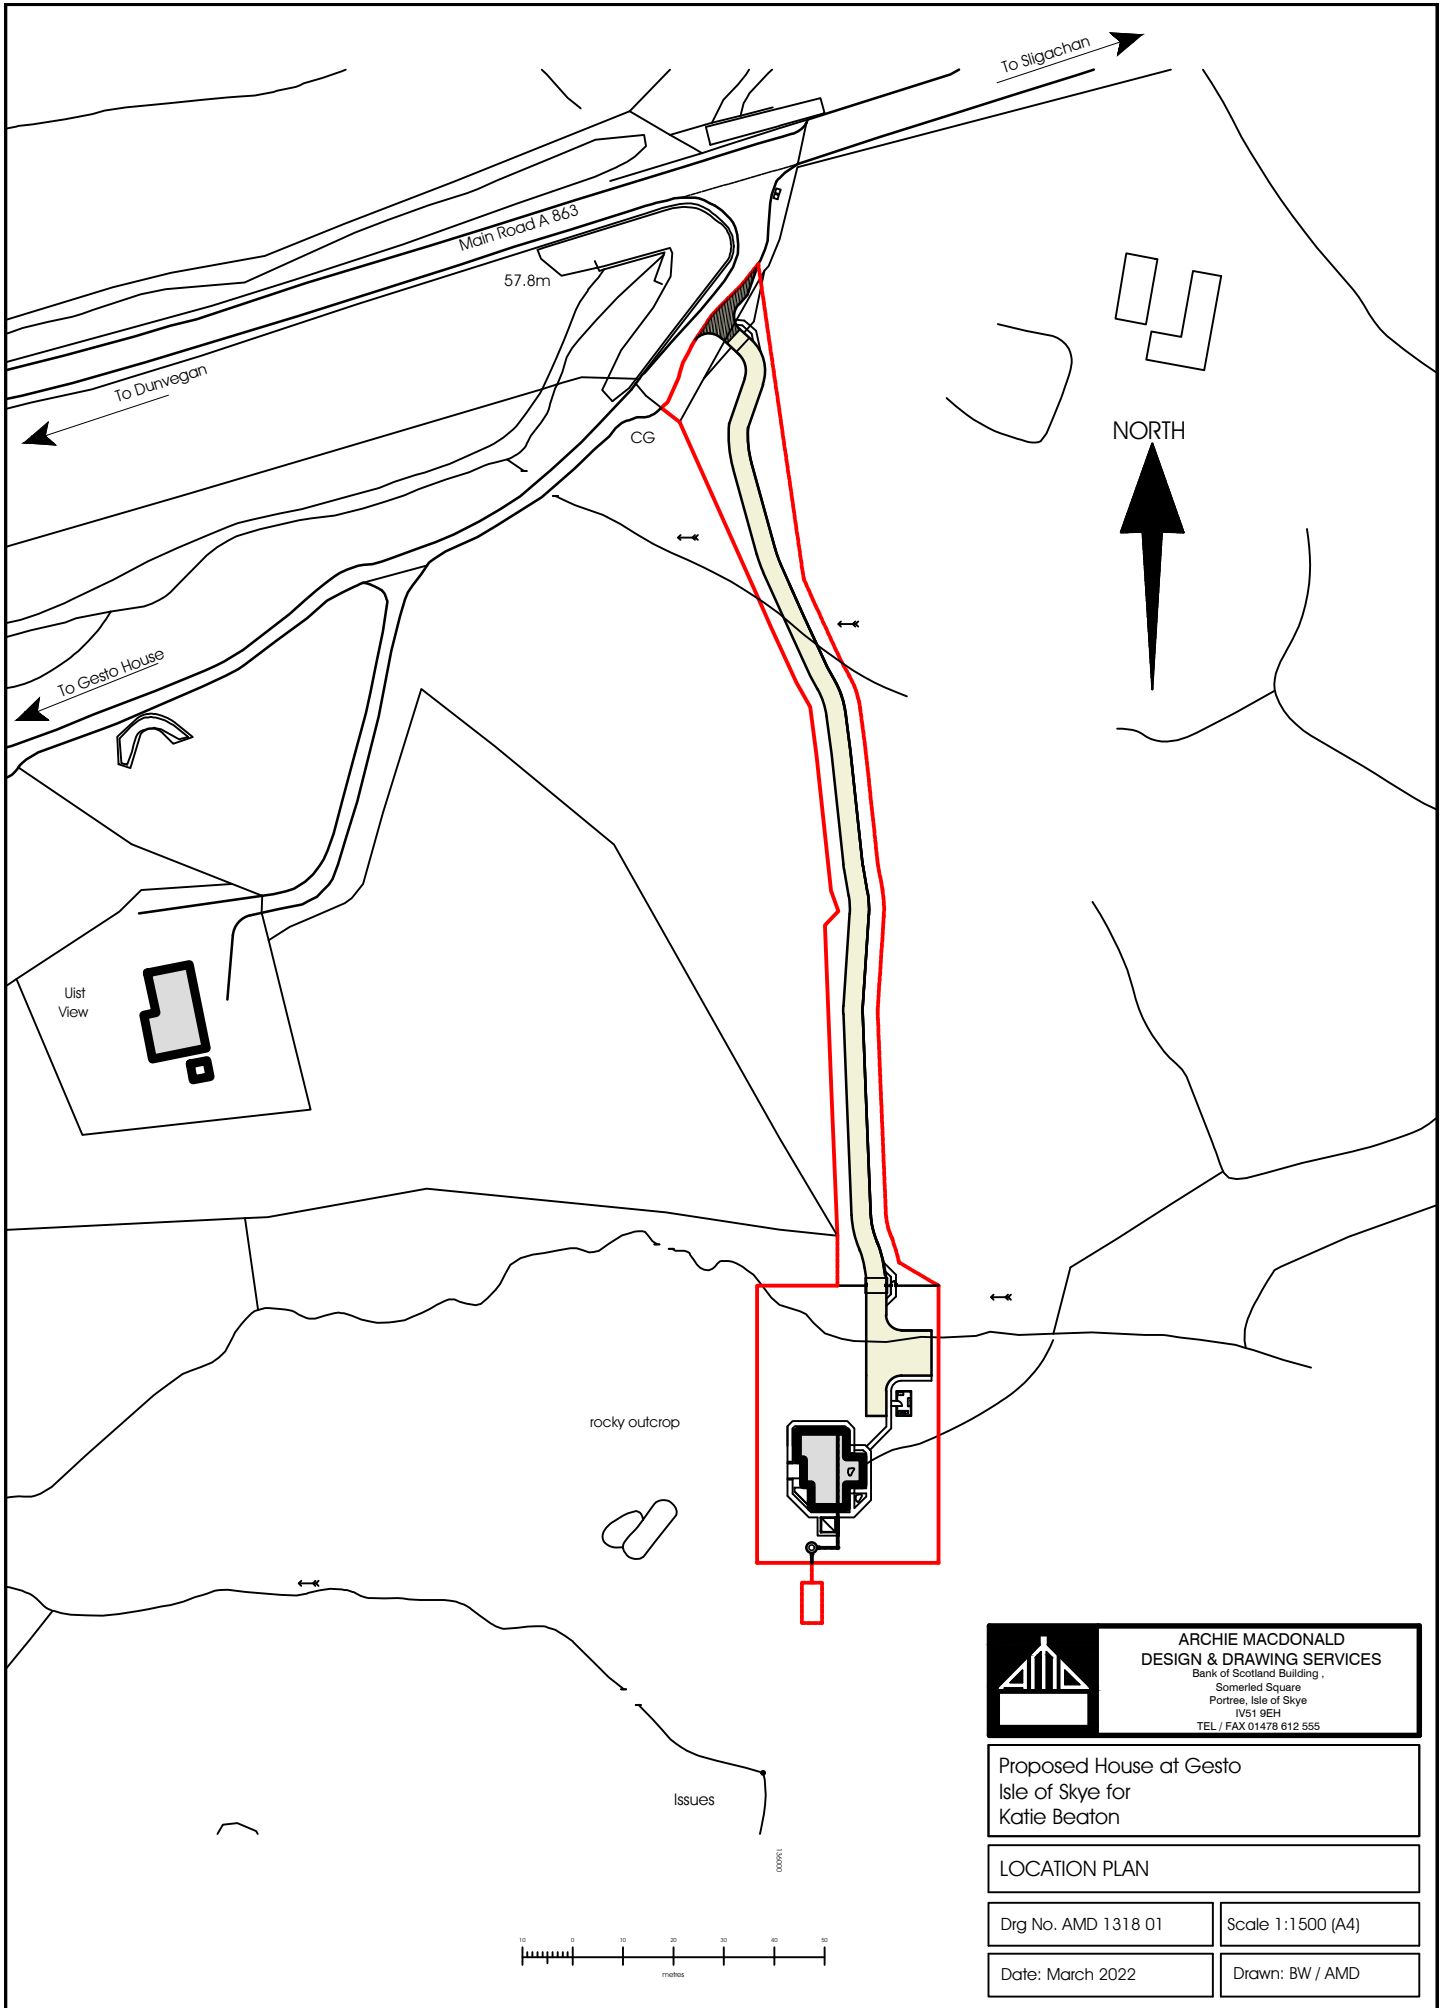 To Sligachan
Main Road A 863
57.8m
To Dunvegan
CG
NORTH
To Gesto House
Uist
View
rocky outcrop
Issues
136000
10 0 10 20 30 40 50
metres
ARCHIE MACDONALD
DESIGN & DRAWING SERVICES
Bank of Scotland Building ,
Somerled Square
Portree, Isle of Skye
IV51 9EH
TEL / FAX 01478 612 555
Proposed House at Gesto
Isle of Skye for
Katie Beaton
LOCATION PLAN
Drg No. AMD 1318 01
Scale 1:1500 (A4)
Date: March 2022
Drawn: BW / AMD